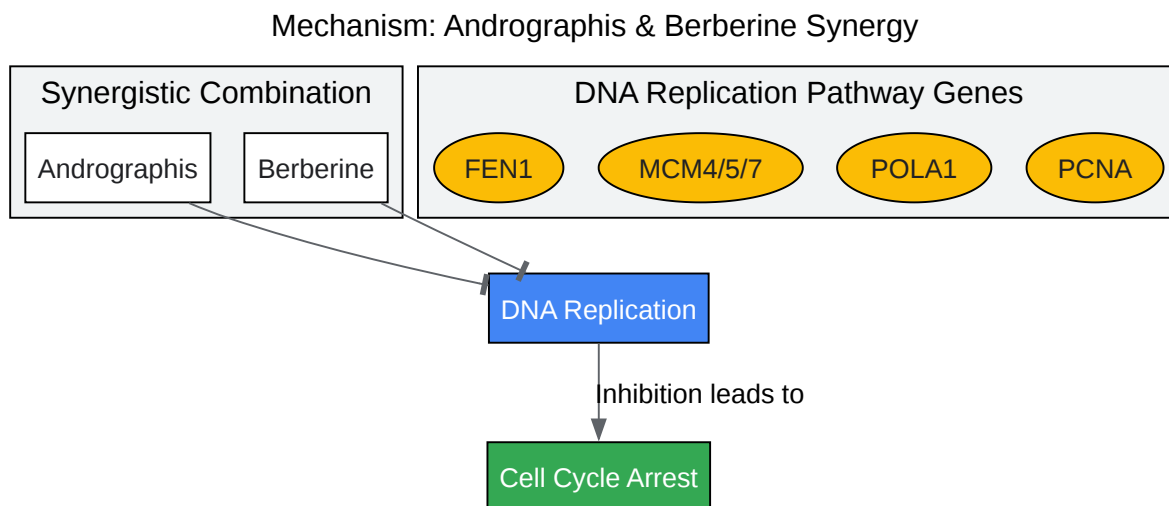 Mechanism: Andrographis & Berberine Synergy
Synergistic Combination
DNA Replication Pathway Genes
Andrographis
Berberine
FEN1
MCM4/5/7
POLA1
PCNA
DNA Replication
Inhibition leads to
Cell Cycle Arrest